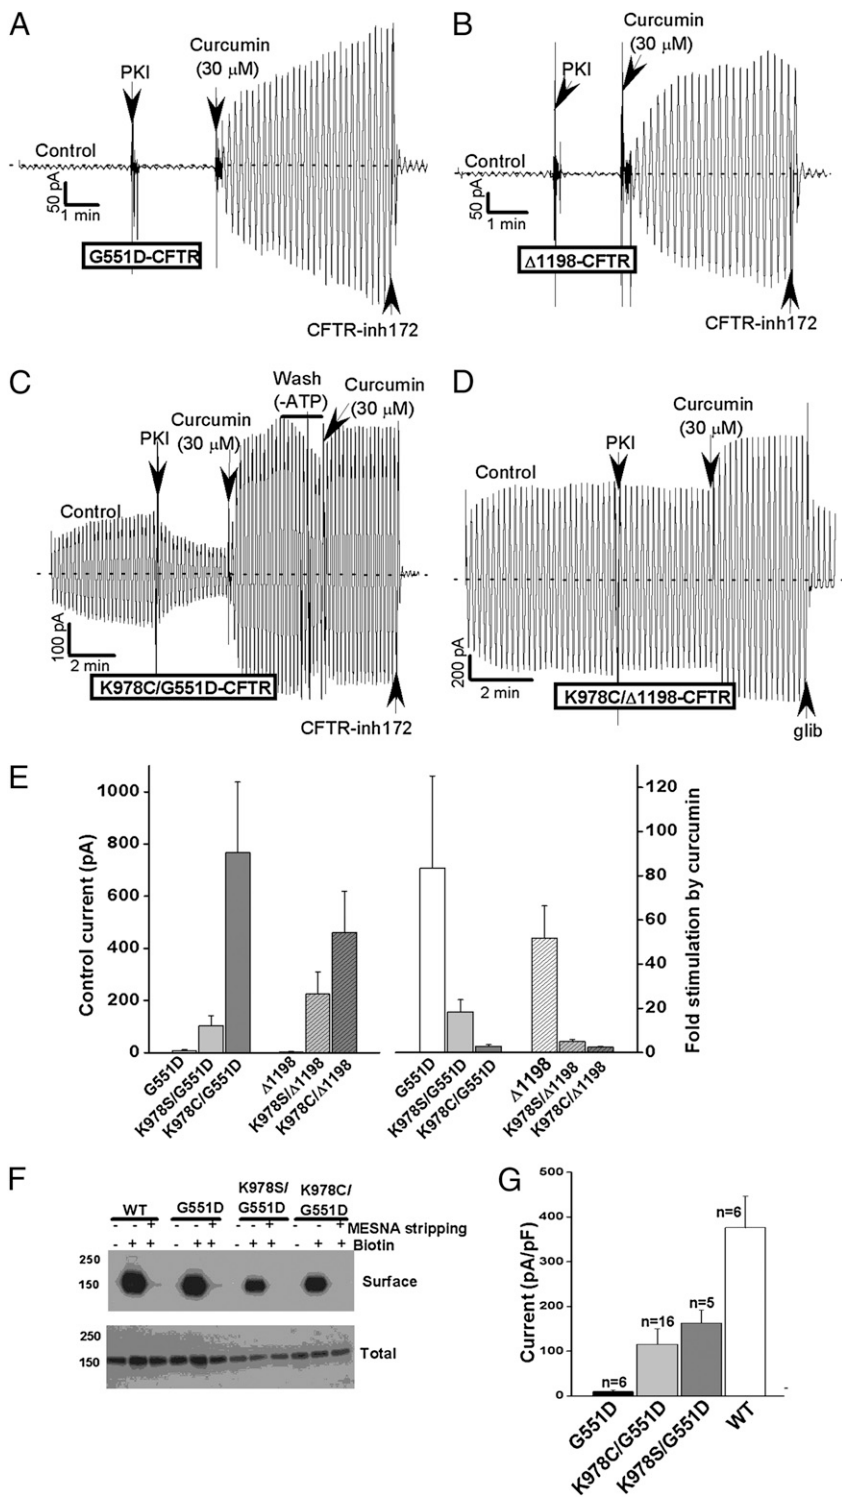 A
PKI
Curcumin
(30 μM)
Control
50 pA
1 min
G551D-CFTR
CFTR-inh172
B
PKI
Curcumin
(30 μM)
Control
50 pA
1 min
Δ1198-CFTR
CFTR-inh172
C
Wash
(-ATP)
Curcumin
(30 μM)
Curcumin
(30 μM)
PKI
Control
100 pA
2 min
K978C/G551D-CFTR
CFTR-inh172
D
Curcumin
(30 μM)
PKI
Control
200 pA
2 min
K978C/Δ1198-CFTR
glib
E
Control current (pA)
1000
800
600
400
200
0
G551D
K978S/G551D
K978C/G551D
Δ1198
K978S/Δ1198
K978C/Δ1198
G551D
K978S/G551D
K978C/G551D
Δ1198
K978S/Δ1198
K978C/Δ1198
120
100
80
60
40
20
0
Fold stimulation by curcumin
F
WT
G551D
K978S/
G551D
K978C/
G551D
- - + - - + - - + - - + MESNA stripping
- + + - + + - + + - + + Biotin
250
150
Surface
250
150
Total
G
Current (pA/pF)
500
400
300
200
100
0
n=6
n=16
n=5
n=6
G551D
K978C/G551D
K978S/G551D
WT